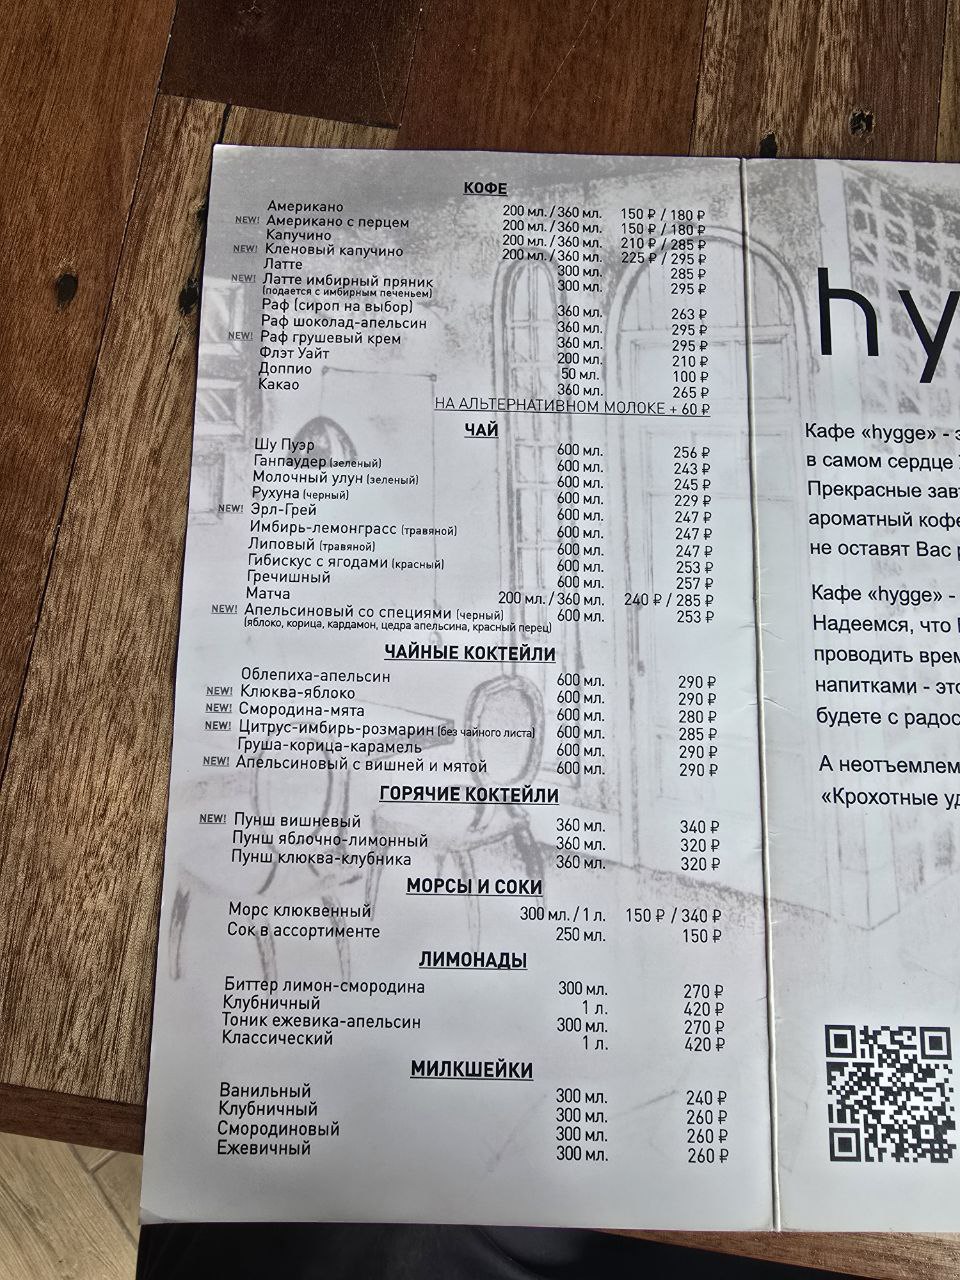 КОФЕ
Американо 200 мл. / 360 мл. 150 ₽ / 180 ₽
NEW! Американо с перцем 200 мл. / 360 мл. 150 ₽ / 180 ₽
Капучино 200 мл. / 360 мл. 210 ₽ / 285 ₽
NEW! Кленовый капучино 200 мл. / 360 мл. 225 ₽ / 295 ₽
Латте 300 мл. 285 ₽
NEW! Латте имбирный пряник 300 мл. 295 ₽
(подается с имбирным печеньем)
Раф (сироп на выбор) 360 мл. 263 ₽
Раф шоколад-апельсин 360 мл. 295 ₽
NEW! Раф грушевый крем 360 мл. 295 ₽
Флэт Уайт 200 мл. 210 ₽
Доппио 50 мл. 100 ₽
Какао 360 мл. 265 ₽
НА АЛЬТЕРНАТИВНОМ МОЛОКЕ + 60 ₽
ЧАЙ
Шу Пуэр 600 мл. 256 ₽
Ганпаудер (зеленый) 600 мл. 243 ₽
Молочный улун (зеленый) 600 мл. 245 ₽
Рухуна (черный) 600 мл. 229 ₽
NEW! Эрл-Грей 600 мл. 247 ₽
Имбирь-лемонграсс (травяной) 600 мл. 247 ₽
Липовый (травяной) 600 мл. 247 ₽
Гибискус с ягодами (красный) 600 мл. 253 ₽
Гречишный 600 мл. 257 ₽
Матча 200 мл. / 360 мл. 240 ₽ / 285 ₽
NEW! Апельсиновый со специями (черный) 600 мл. 253 ₽
(яблоко, корица, кардамон, цедра апельсина, красный перец)
ЧАЙНЫЕ КОКТЕЙЛИ
Облепиха-апельсин 600 мл. 290 ₽
NEW! Клюква-яблоко 600 мл. 290 ₽
NEW! Смородина-мята 600 мл. 280 ₽
NEW! Цитрус-имбирь-розмарин (без чайного листа) 600 мл. 285 ₽
Груша-корица-карамель 600 мл. 290 ₽
NEW! Апельсиновый с вишней и мятой 600 мл. 290 ₽
ГОРЯЧИЕ КОКТЕЙЛИ
NEW! Пунш вишневый 360 мл. 340 ₽
Пунш яблочно-лимонный 360 мл. 320 ₽
Пунш клюква-клубника 360 мл. 320 ₽
МОРСЫ И СОКИ
Морс клюквенный 300 мл. / 1 л. 150 ₽ / 340 ₽
Сок в ассортименте 250 мл. 150 ₽
ЛИМОНАДЫ
Биттер лимон-смородина 300 мл. 270 ₽
Клубничный 1 л. 420 ₽
Тоник ежевика-апельсин 300 мл. 270 ₽
Классический 1 л. 420 ₽
МИЛКШЕЙКИ
Ванильный 300 мл. 240 ₽
Клубничный 300 мл. 260 ₽
Смородиновый 300 мл. 260 ₽
Ежевичный 300 мл. 260 ₽
hy
Кафе «hygge» -
в самом сердце
Прекрасные
ароматный
не оставят Вас
Кафе «hygge» -
Надеемся, что
проводить
напитками -
будете с
А
«Крохотные